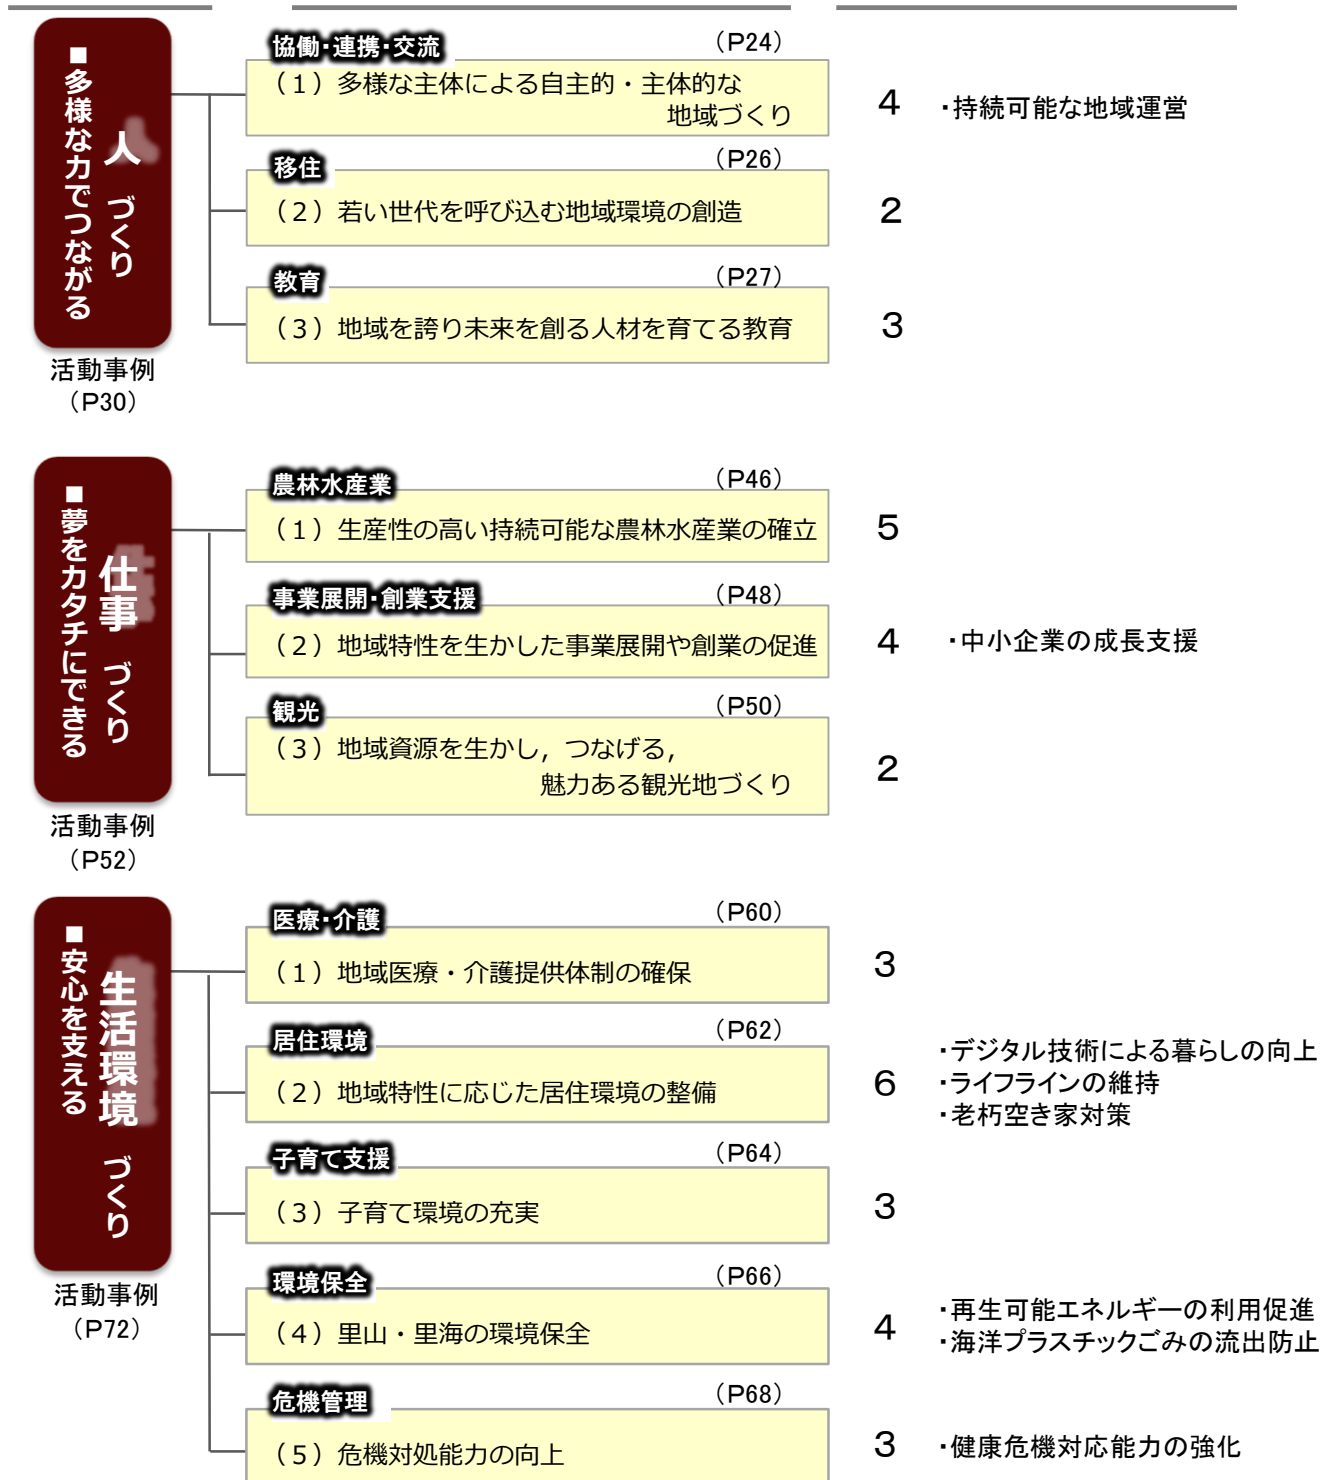 ■多様な力でつながる
人づくり
活動事例
（P30）
協働・連携・交流
（P24）
（１）多様な主体による自主的・主体的な
地域づくり
4
・持続可能な地域運営
移住
（P26）
（２）若い世代を呼び込む地域環境の創造
2
教育
（P27）
（３）地域を誇り未来を創る人材を育てる教育
3
■夢をカタチにできる
仕事づくり
活動事例
（P52）
農林水産業
（P46）
（１）生産性の高い持続可能な農林水産業の確立
5
事業展開・創業支援
（P48）
（２）地域特性を生かした事業展開や創業の促進
4
・中小企業の成長支援
観光
（P50）
（３）地域資源を生かし，つなげる，
魅力ある観光地づくり
2
■安心を支える
生活環境づくり
活動事例
（P72）
医療・介護
（P60）
（１）地域医療・介護提供体制の確保
3
居住環境
（P62）
（２）地域特性に応じた居住環境の整備
6
・デジタル技術による暮らしの向上
・ライフラインの維持
・老朽空き家対策
子育て支援
（P64）
（３）子育て環境の充実
3
環境保全
（P66）
（４）里山・里海の環境保全
4
・再生可能エネルギーの利用促進
・海洋プラスチックごみの流出防止
危機管理
（P68）
（５）危機対処能力の向上
3
・健康危機対応能力の強化